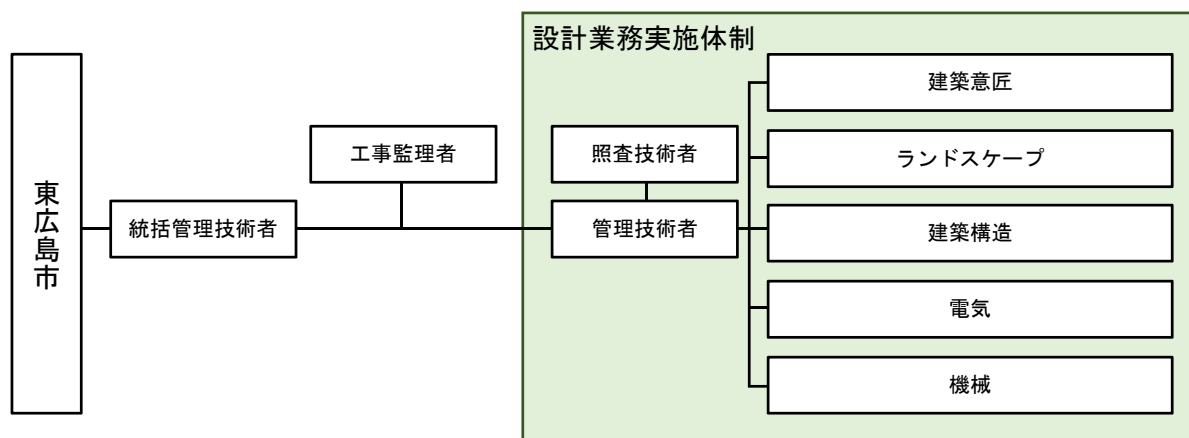 設計業務実施体制
東広島市
統括管理技術者
工事監理者
照査技術者
管理技術者
建築意匠
ランドスケープ
建築構造
電気
機械